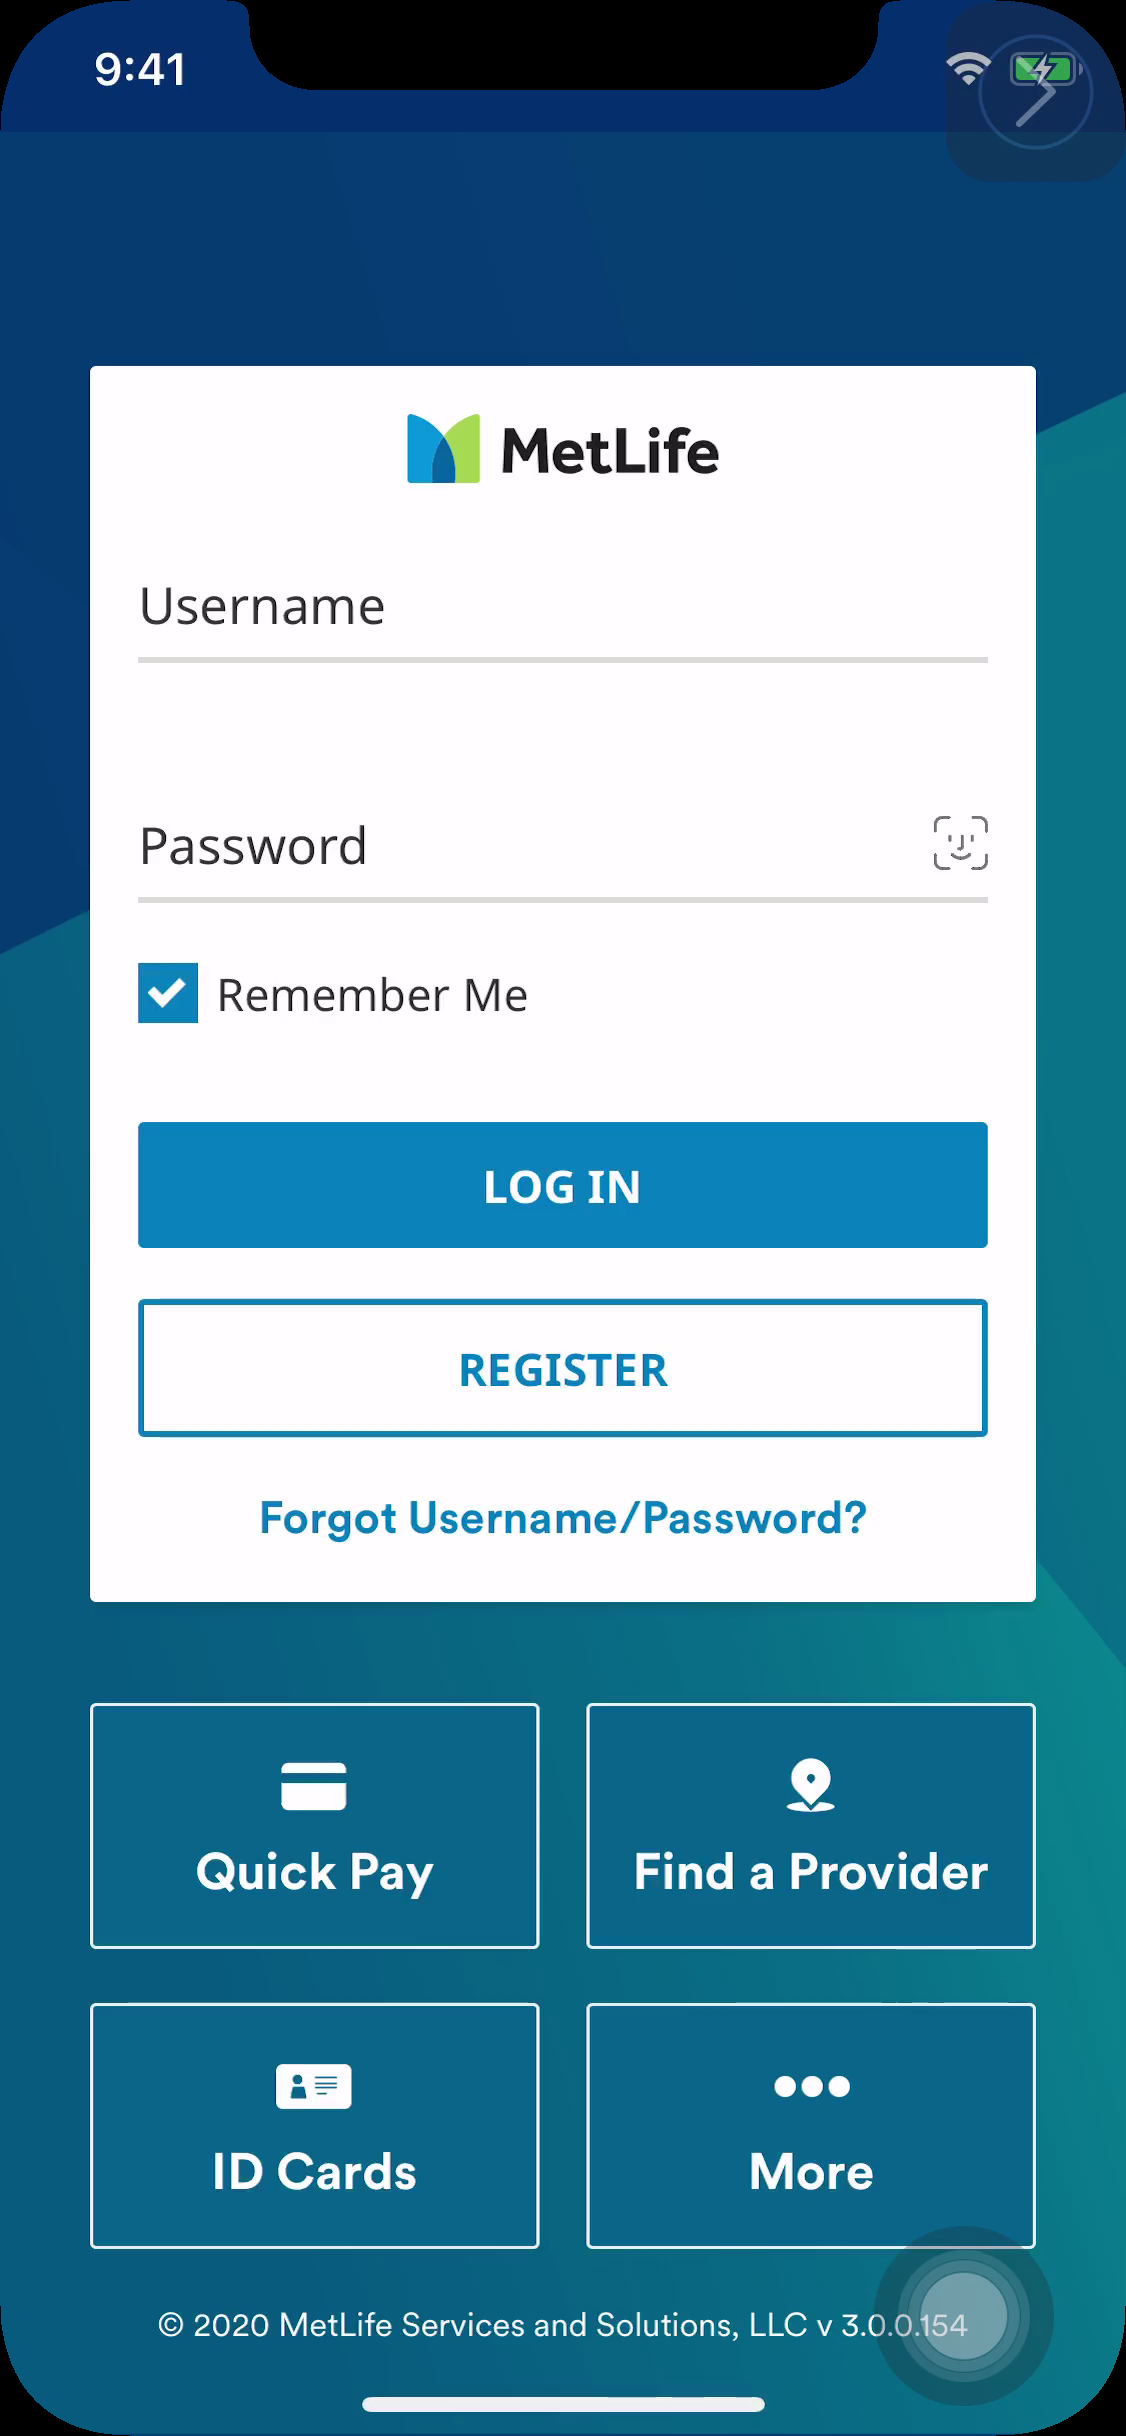 9:41
MetLife
Username
Password
Remember Me
LOG IN
REGISTER
Forgot Username/Password?
Quick Pay
Find a Provider
ID Cards
More
© 2020 MetLife Services and Solutions, LLC v 3.0.0.154